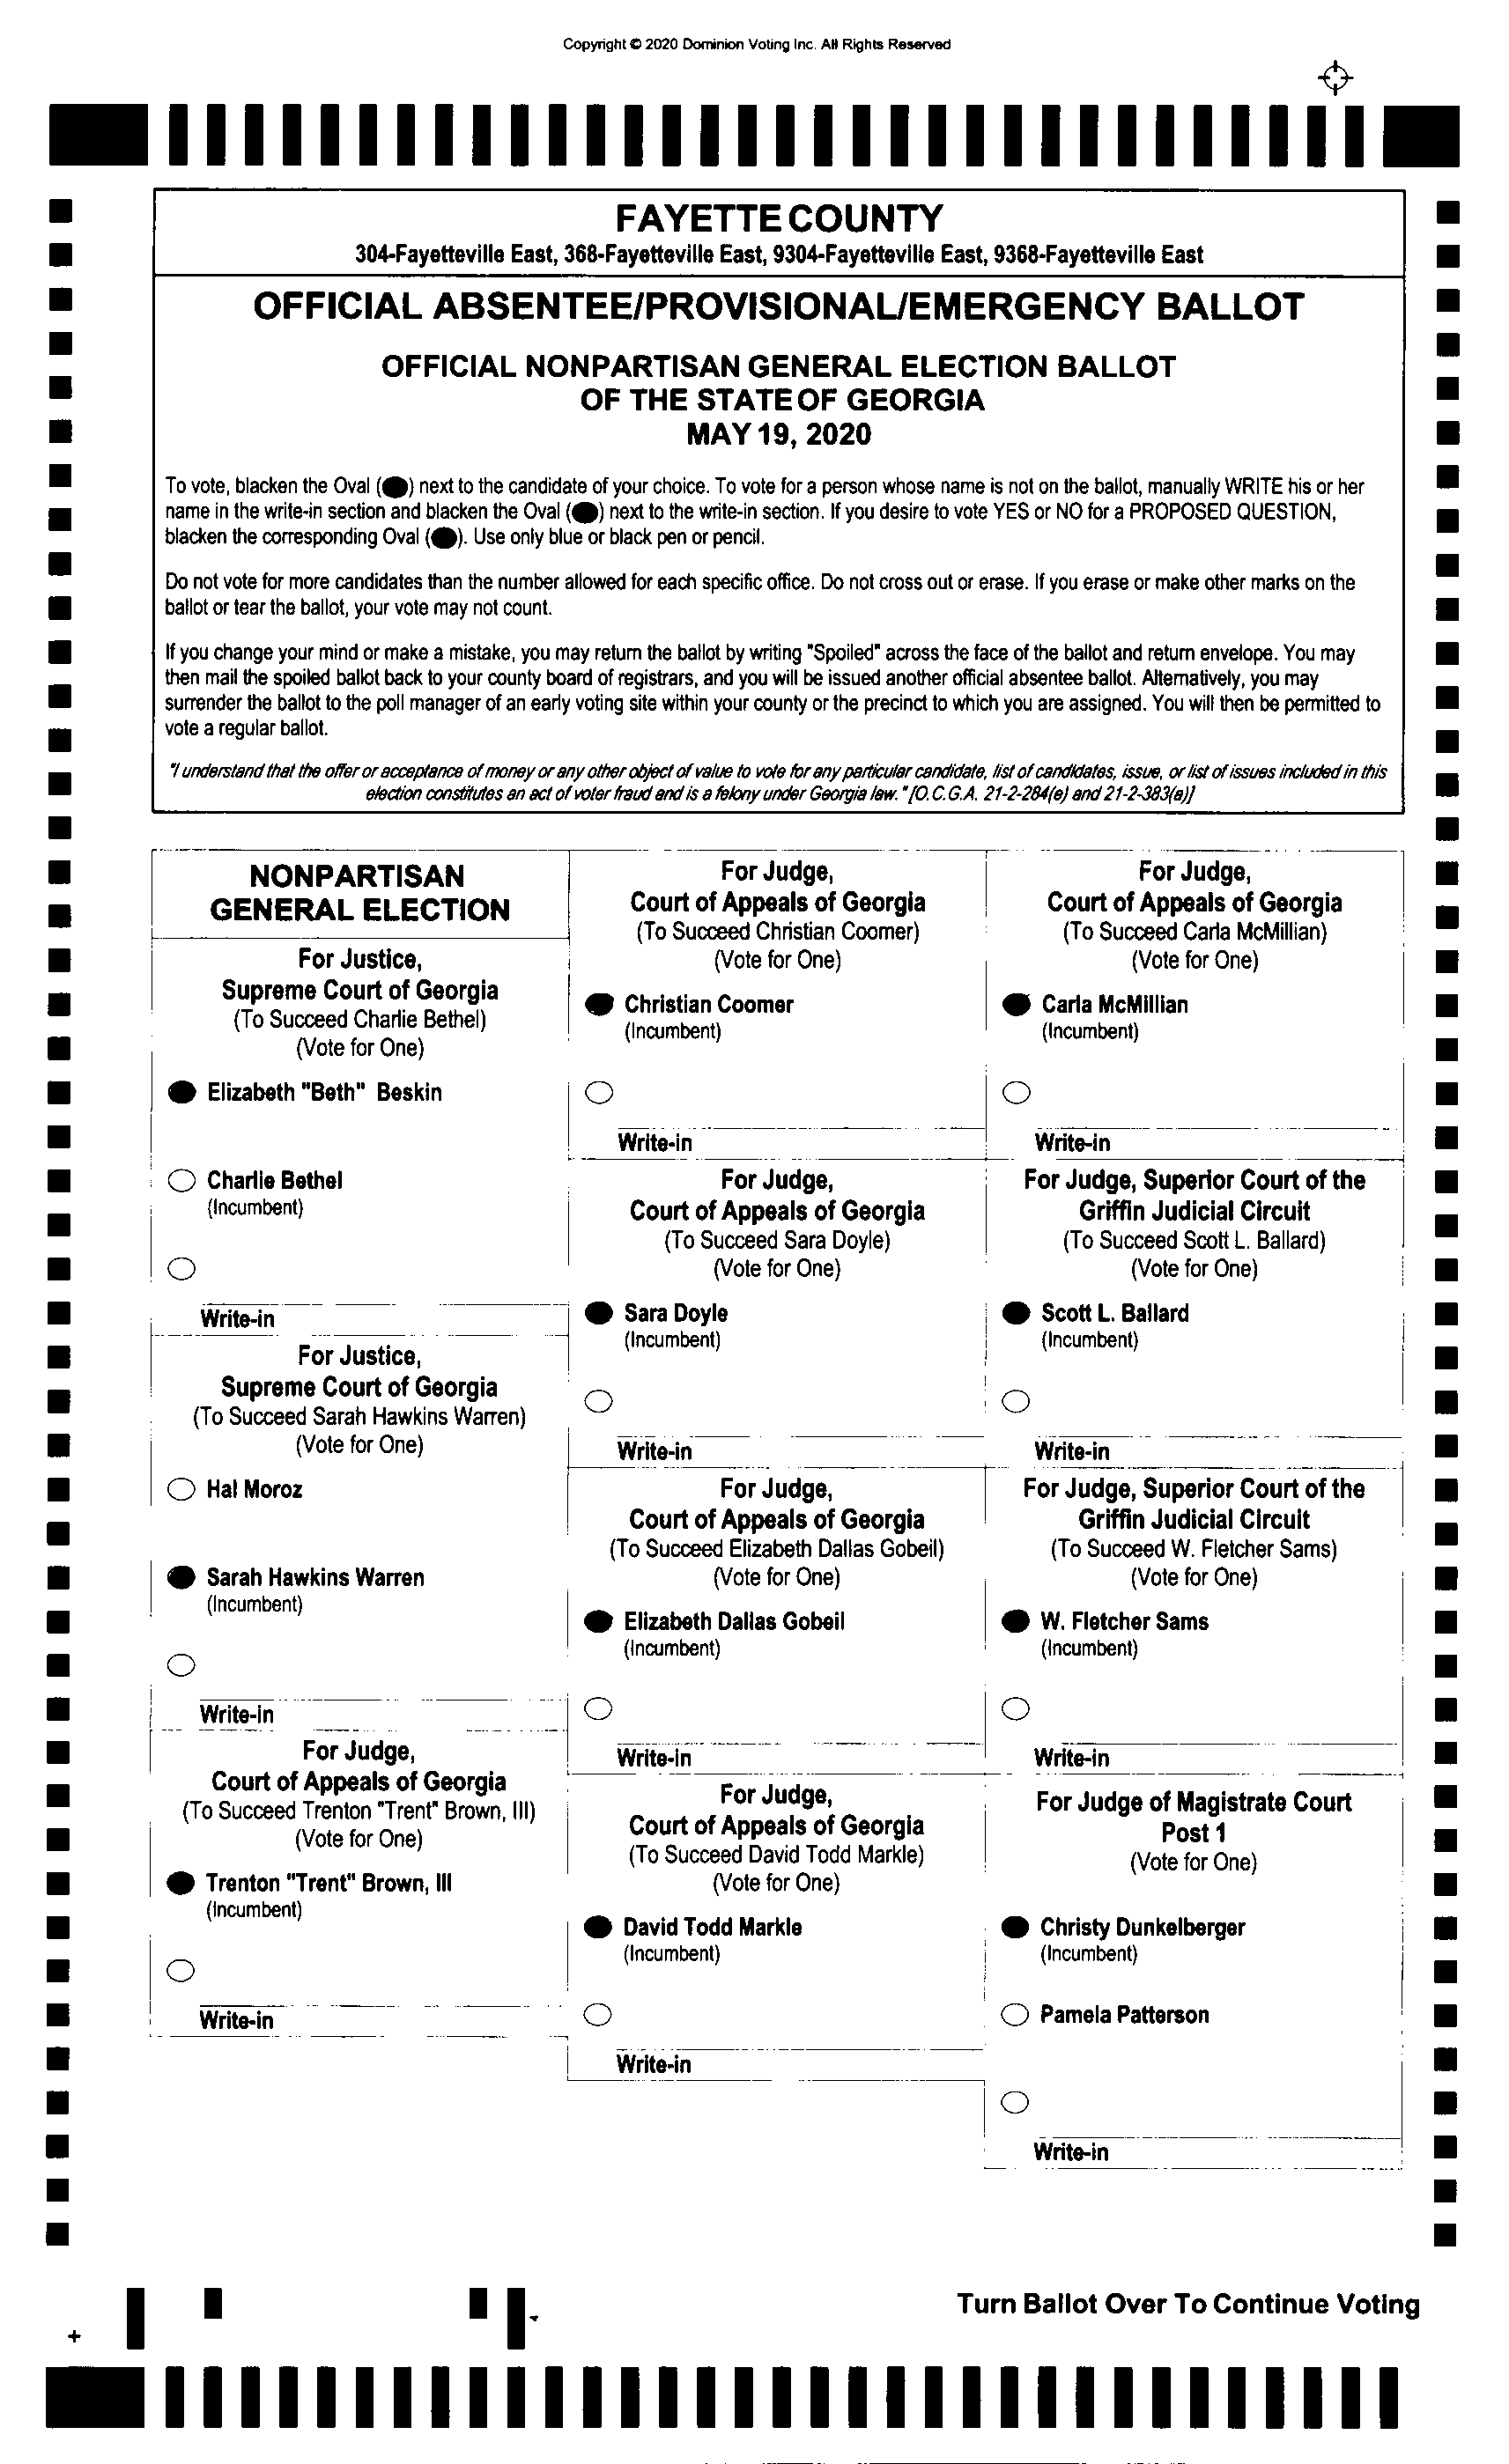 Copyright © 2020 Dominion Voting Inc. All Rights Reserved
FAYETTE COUNTY
304-Fayetteville East, 368-Fayetteville East, 9304-Fayetteville East, 9368-Fayetteville East
OFFICIAL ABSENTEE/PROVISIONAL/EMERGENCY BALLOT
OFFICIAL NONPARTISAN GENERAL ELECTION BALLOT
OF THE STATE OF GEORGIA
MAY 19, 2020
To vote, blacken the Oval (⬬) next to the candidate of your choice. To vote for a person whose name is not on the ballot, manually WRITE his or her
name in the write-in section and blacken the Oval (⬬) next to the write-in section. If you desire to vote YES or NO for a PROPOSED QUESTION,
blacken the corresponding Oval (⬬). Use only blue or black pen or pencil.
Do not vote for more candidates than the number allowed for each specific office. Do not cross out or erase. If you erase or make other marks on the
ballot or tear the ballot, your vote may not count.
If you change your mind or make a mistake, you may return the ballot by writing "Spoiled" across the face of the ballot and return envelope. You may
then mail the spoiled ballot back to your county board of registrars, and you will be issued another official absentee ballot. Alternatively, you may
surrender the ballot to the poll manager of an early voting site within your county or the precinct to which you are assigned. You will then be permitted to
vote a regular ballot.
"I understand that the offer or acceptance of money or any other object of value to vote for any particular candidate, list of candidates, issue, or list of issues included in this
election constitutes an act of voter fraud and is a felony under Georgia law." [O.C.G.A. 21-2-284(e) and 21-2-383(a)]
NONPARTISAN
GENERAL ELECTION
For Justice,
Supreme Court of Georgia
(To Succeed Charlie Bethel)
(Vote for One)
Elizabeth "Beth" Beskin
Charlie Bethel
(Incumbent)
Write-in
For Justice,
Supreme Court of Georgia
(To Succeed Sarah Hawkins Warren)
(Vote for One)
Hal Moroz
Sarah Hawkins Warren
(Incumbent)
Write-in
For Judge,
Court of Appeals of Georgia
(To Succeed Trenton "Trent" Brown, III)
(Vote for One)
Trenton "Trent" Brown, III
(Incumbent)
Write-in
For Judge,
Court of Appeals of Georgia
(To Succeed Christian Coomer)
(Vote for One)
Christian Coomer
(Incumbent)
Write-in
For Judge,
Court of Appeals of Georgia
(To Succeed Sara Doyle)
(Vote for One)
Sara Doyle
(Incumbent)
Write-in
For Judge,
Court of Appeals of Georgia
(To Succeed Elizabeth Dallas Gobeil)
(Vote for One)
Elizabeth Dallas Gobeil
(Incumbent)
Write-in
For Judge,
Court of Appeals of Georgia
(To Succeed David Todd Markle)
(Vote for One)
David Todd Markle
(Incumbent)
Write-in
For Judge,
Court of Appeals of Georgia
(To Succeed Carla McMillian)
(Vote for One)
Carla McMillian
(Incumbent)
Write-in
For Judge, Superior Court of the
Griffin Judicial Circuit
(To Succeed Scott L. Ballard)
(Vote for One)
Scott L. Ballard
(Incumbent)
Write-in
For Judge, Superior Court of the
Griffin Judicial Circuit
(To Succeed W. Fletcher Sams)
(Vote for One)
W. Fletcher Sams
(Incumbent)
Write-in
For Judge of Magistrate Court
Post 1
(Vote for One)
Christy Dunkelberger
(Incumbent)
Pamela Patterson
Write-in
Turn Ballot Over To Continue Voting